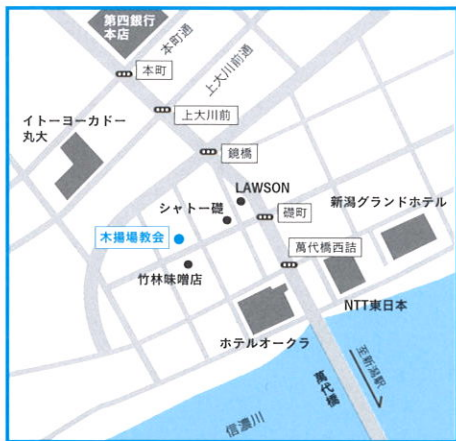 第四銀行
本店
本町通
本町
上大川前通
上大川前
イトーヨーカドー
丸大
鏡橋
LAWSON
シャトー礎
礎町
新潟グランドホテル
木揚場教会
萬代橋西詰
竹林味噌店
NTT東日本
ホテルオークラ
萬代橋
至新潟駅
信濃川